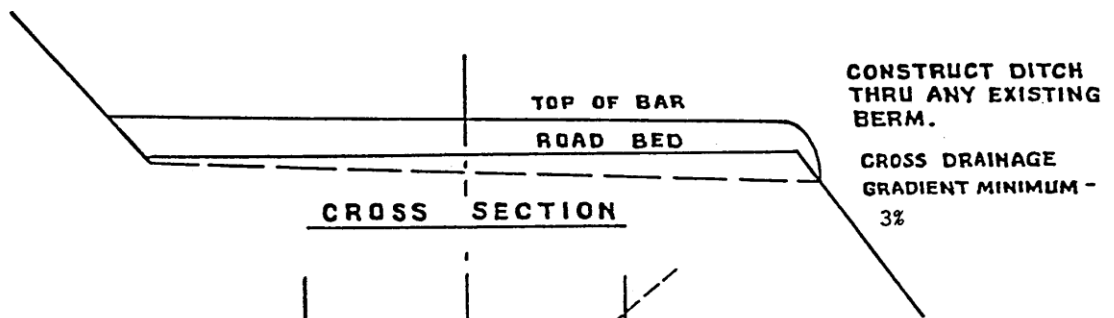 TOP OF BAR
ROAD BED
CROSS SECTION
CONSTRUCT DITCH
THRU ANY EXISTING
BERM.
CROSS DRAINAGE
GRADIENT MINIMUM -
3%